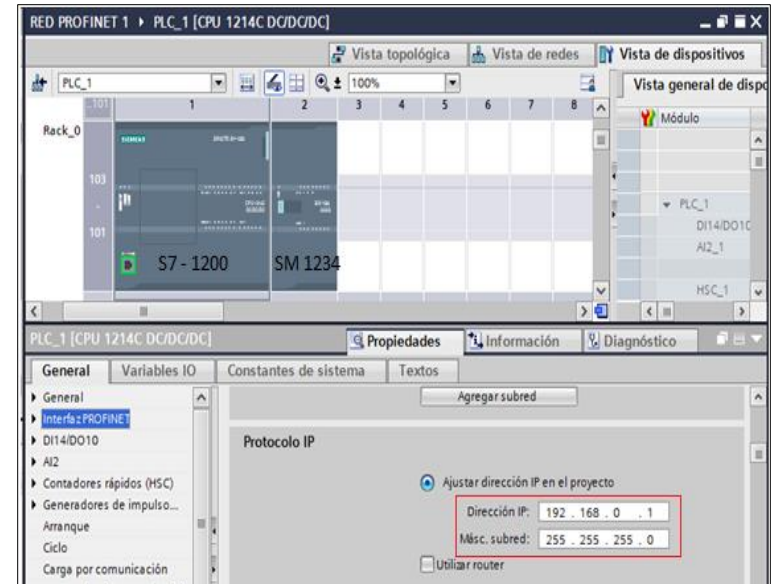 RED PROFINET 1 ▸ PLC_1 [CPU 1214C DC/DC/DC]
Vista topológica Vista de redes Vista de dispositivos
PLC_1 100% Vista general de dispo
101 1 2 3 4 5 6 7 8 Módulo
Rack_0
SIEMENS
103
PLC_1
101 DI14/DO10
AI2_1
S7 - 1200 SM 1234
HSC_1
PLC_1 [CPU 1214C DC/DC/DC] Propiedades Información Diagnóstico
General Variables IO Constantes de sistema Textos
General Agregar subred
Interfaz PROFINET
DI14/DO10 Protocolo IP
AI2
Contadores rápidos (HSC) Ajustar dirección IP en el proyecto
Generadores de impulso... Dirección IP: 192 . 168 . 0 . 1
Arranque
Ciclo Másc. subred: 255 . 255 . 255 . 0
Carga por comunicación Utilizar router